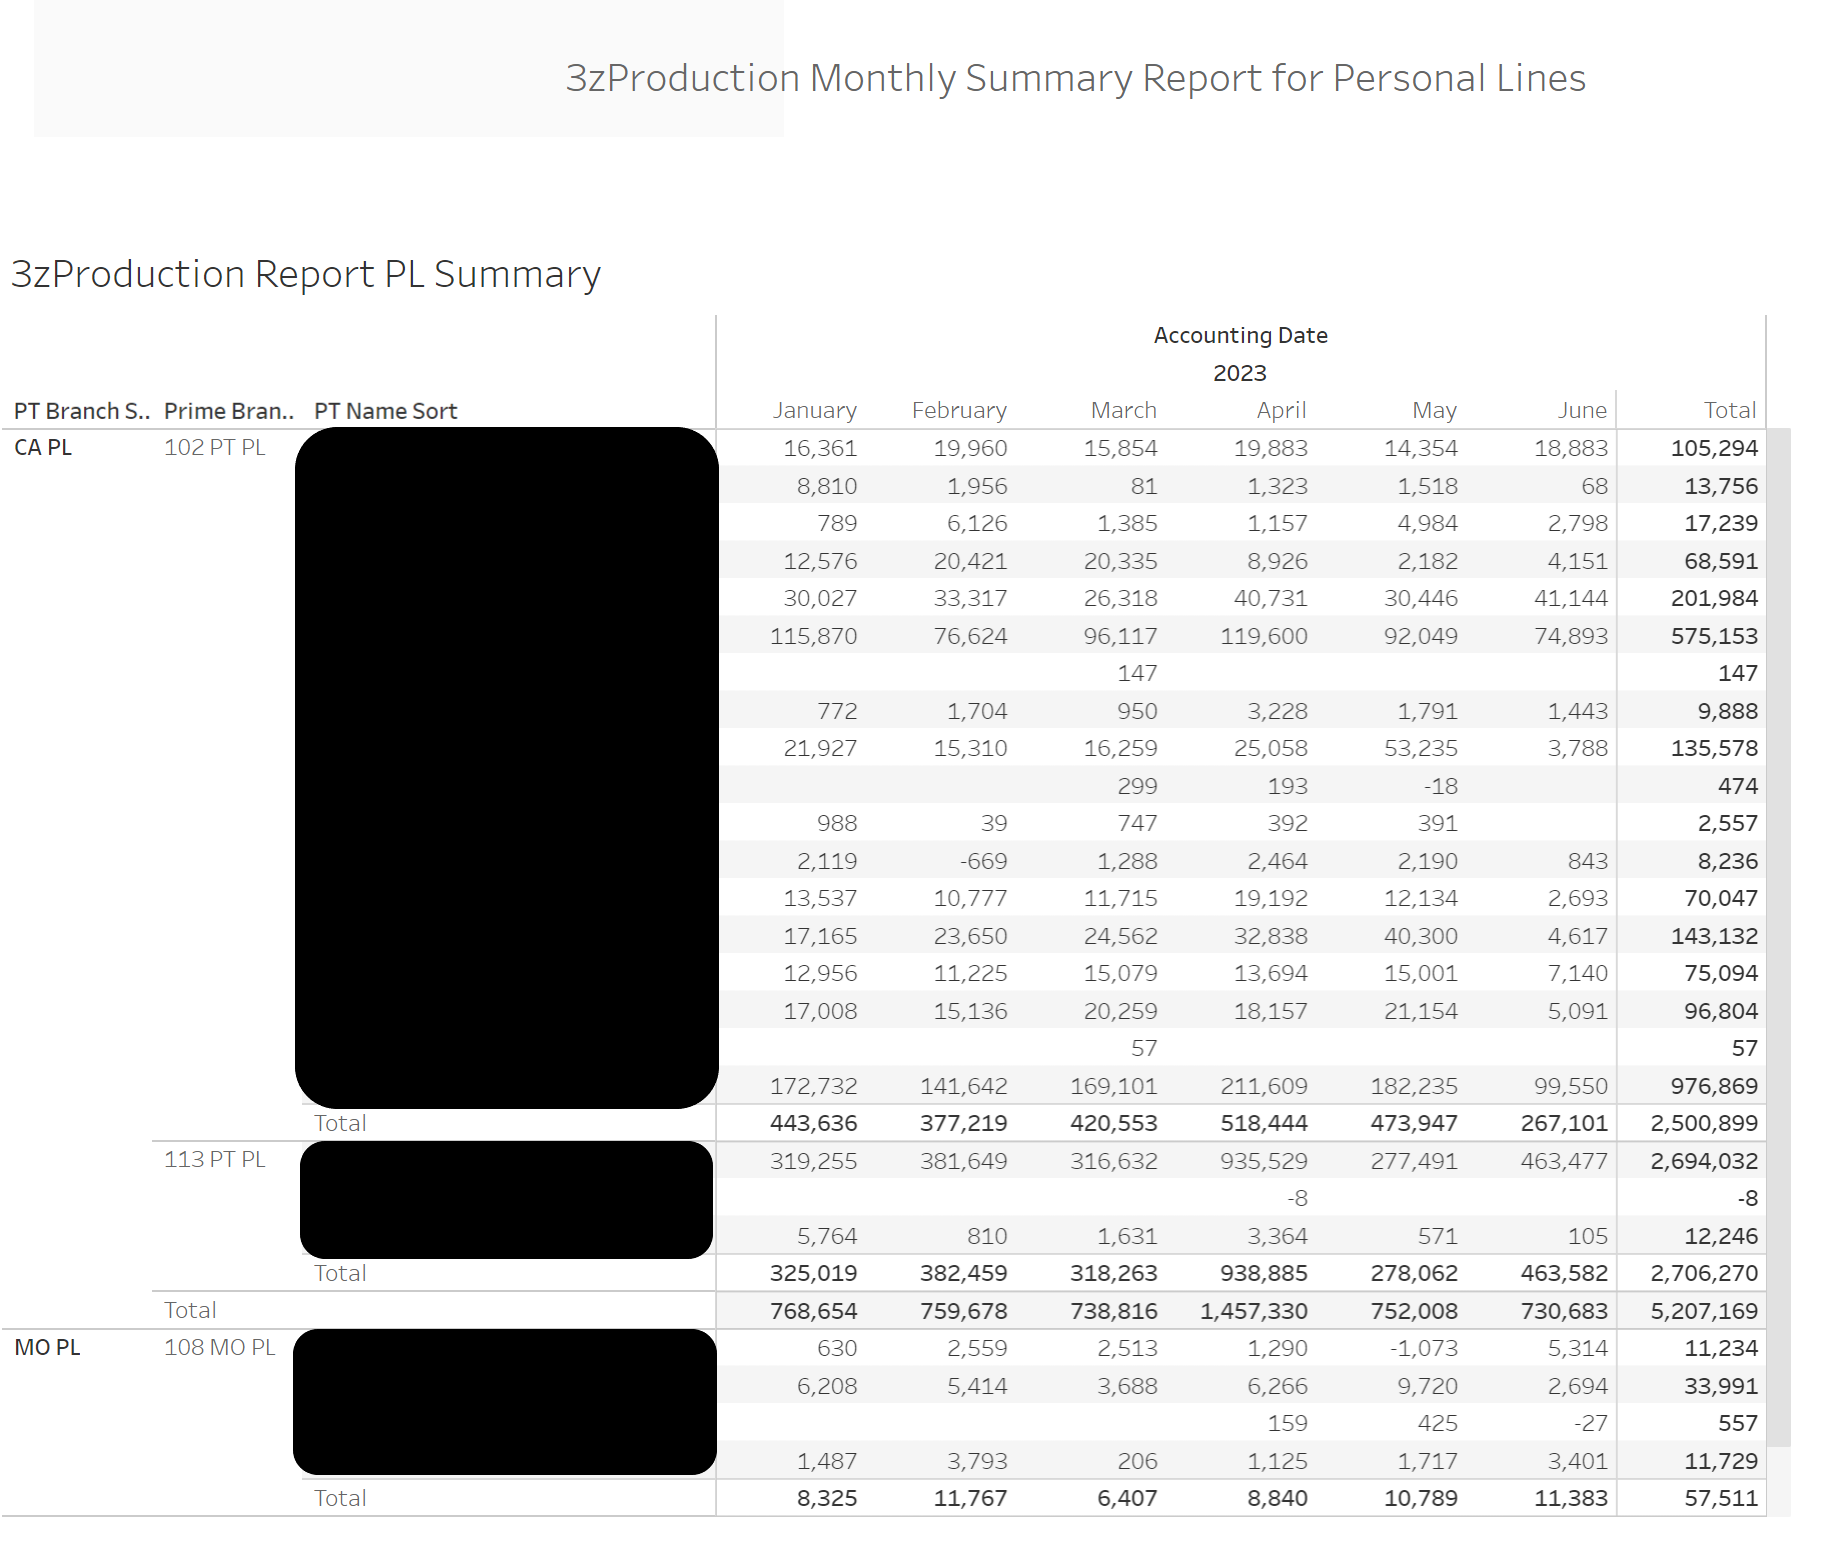 3zProduction Monthly Summary Report for Personal Lines
3zProduction Report PL Summary
Accounting Date
2023
PT Branch S.. Prime Bran.. PT Name Sort January February March April May June Total
CA PL 102 PT PL 16,361 19,960 15,854 19,883 14,354 18,883 105,294
8,810 1,956 81 1,323 1,518 68 13,756
789 6,126 1,385 1,157 4,984 2,798 17,239
12,576 20,421 20,335 8,926 2,182 4,151 68,591
30,027 33,317 26,318 40,731 30,446 41,144 201,984
115,870 76,624 96,117 119,600 92,049 74,893 575,153
147 147
772 1,704 950 3,228 1,791 1,443 9,888
21,927 15,310 16,259 25,058 53,235 3,788 135,578
299 193 -18 474
988 39 747 392 391 2,557
2,119 -669 1,288 2,464 2,190 843 8,236
13,537 10,777 11,715 19,192 12,134 2,693 70,047
17,165 23,650 24,562 32,838 40,300 4,617 143,132
12,956 11,225 15,079 13,694 15,001 7,140 75,094
17,008 15,136 20,259 18,157 21,154 5,091 96,804
57 57
172,732 141,642 169,101 211,609 182,235 99,550 976,869
Total 443,636 377,219 420,553 518,444 473,947 267,101 2,500,899
113 PT PL 319,255 381,649 316,632 935,529 277,491 463,477 2,694,032
-8 -8
5,764 810 1,631 3,364 571 105 12,246
Total 325,019 382,459 318,263 938,885 278,062 463,582 2,706,270
Total 768,654 759,678 738,816 1,457,330 752,008 730,683 5,207,169
MO PL 108 MO PL 630 2,559 2,513 1,290 -1,073 5,314 11,234
6,208 5,414 3,688 6,266 9,720 2,694 33,991
159 425 -27 557
1,487 3,793 206 1,125 1,717 3,401 11,729
Total 8,325 11,767 6,407 8,840 10,789 11,383 57,511